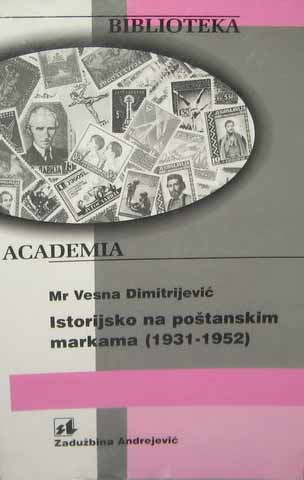 BIBLIOTEKA
ACADEMIA
Mr Vesna Dimitrijević
Istorijsko na poštanskim
markama (1931-1952)
Zadužbina Andrejević